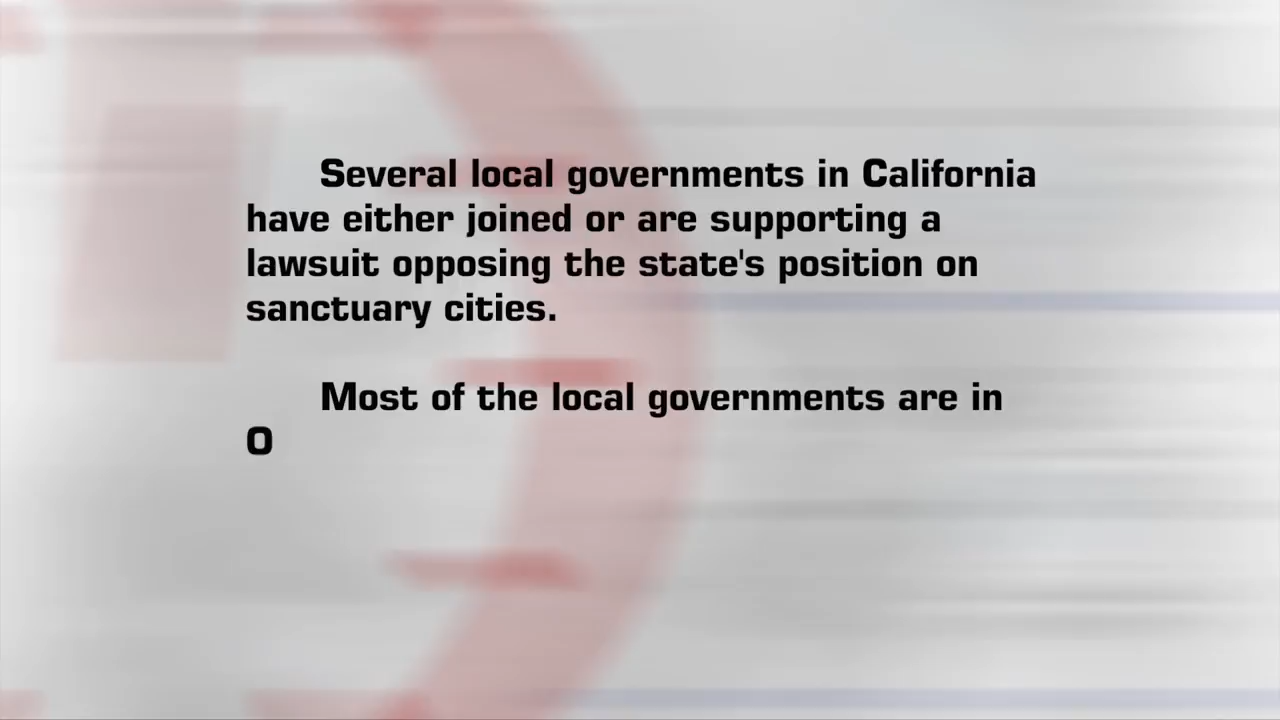 Several local governments in California
have either joined or are supporting a
lawsuit opposing the state's position on
sanctuary cities.
Most of the local governments are in
O